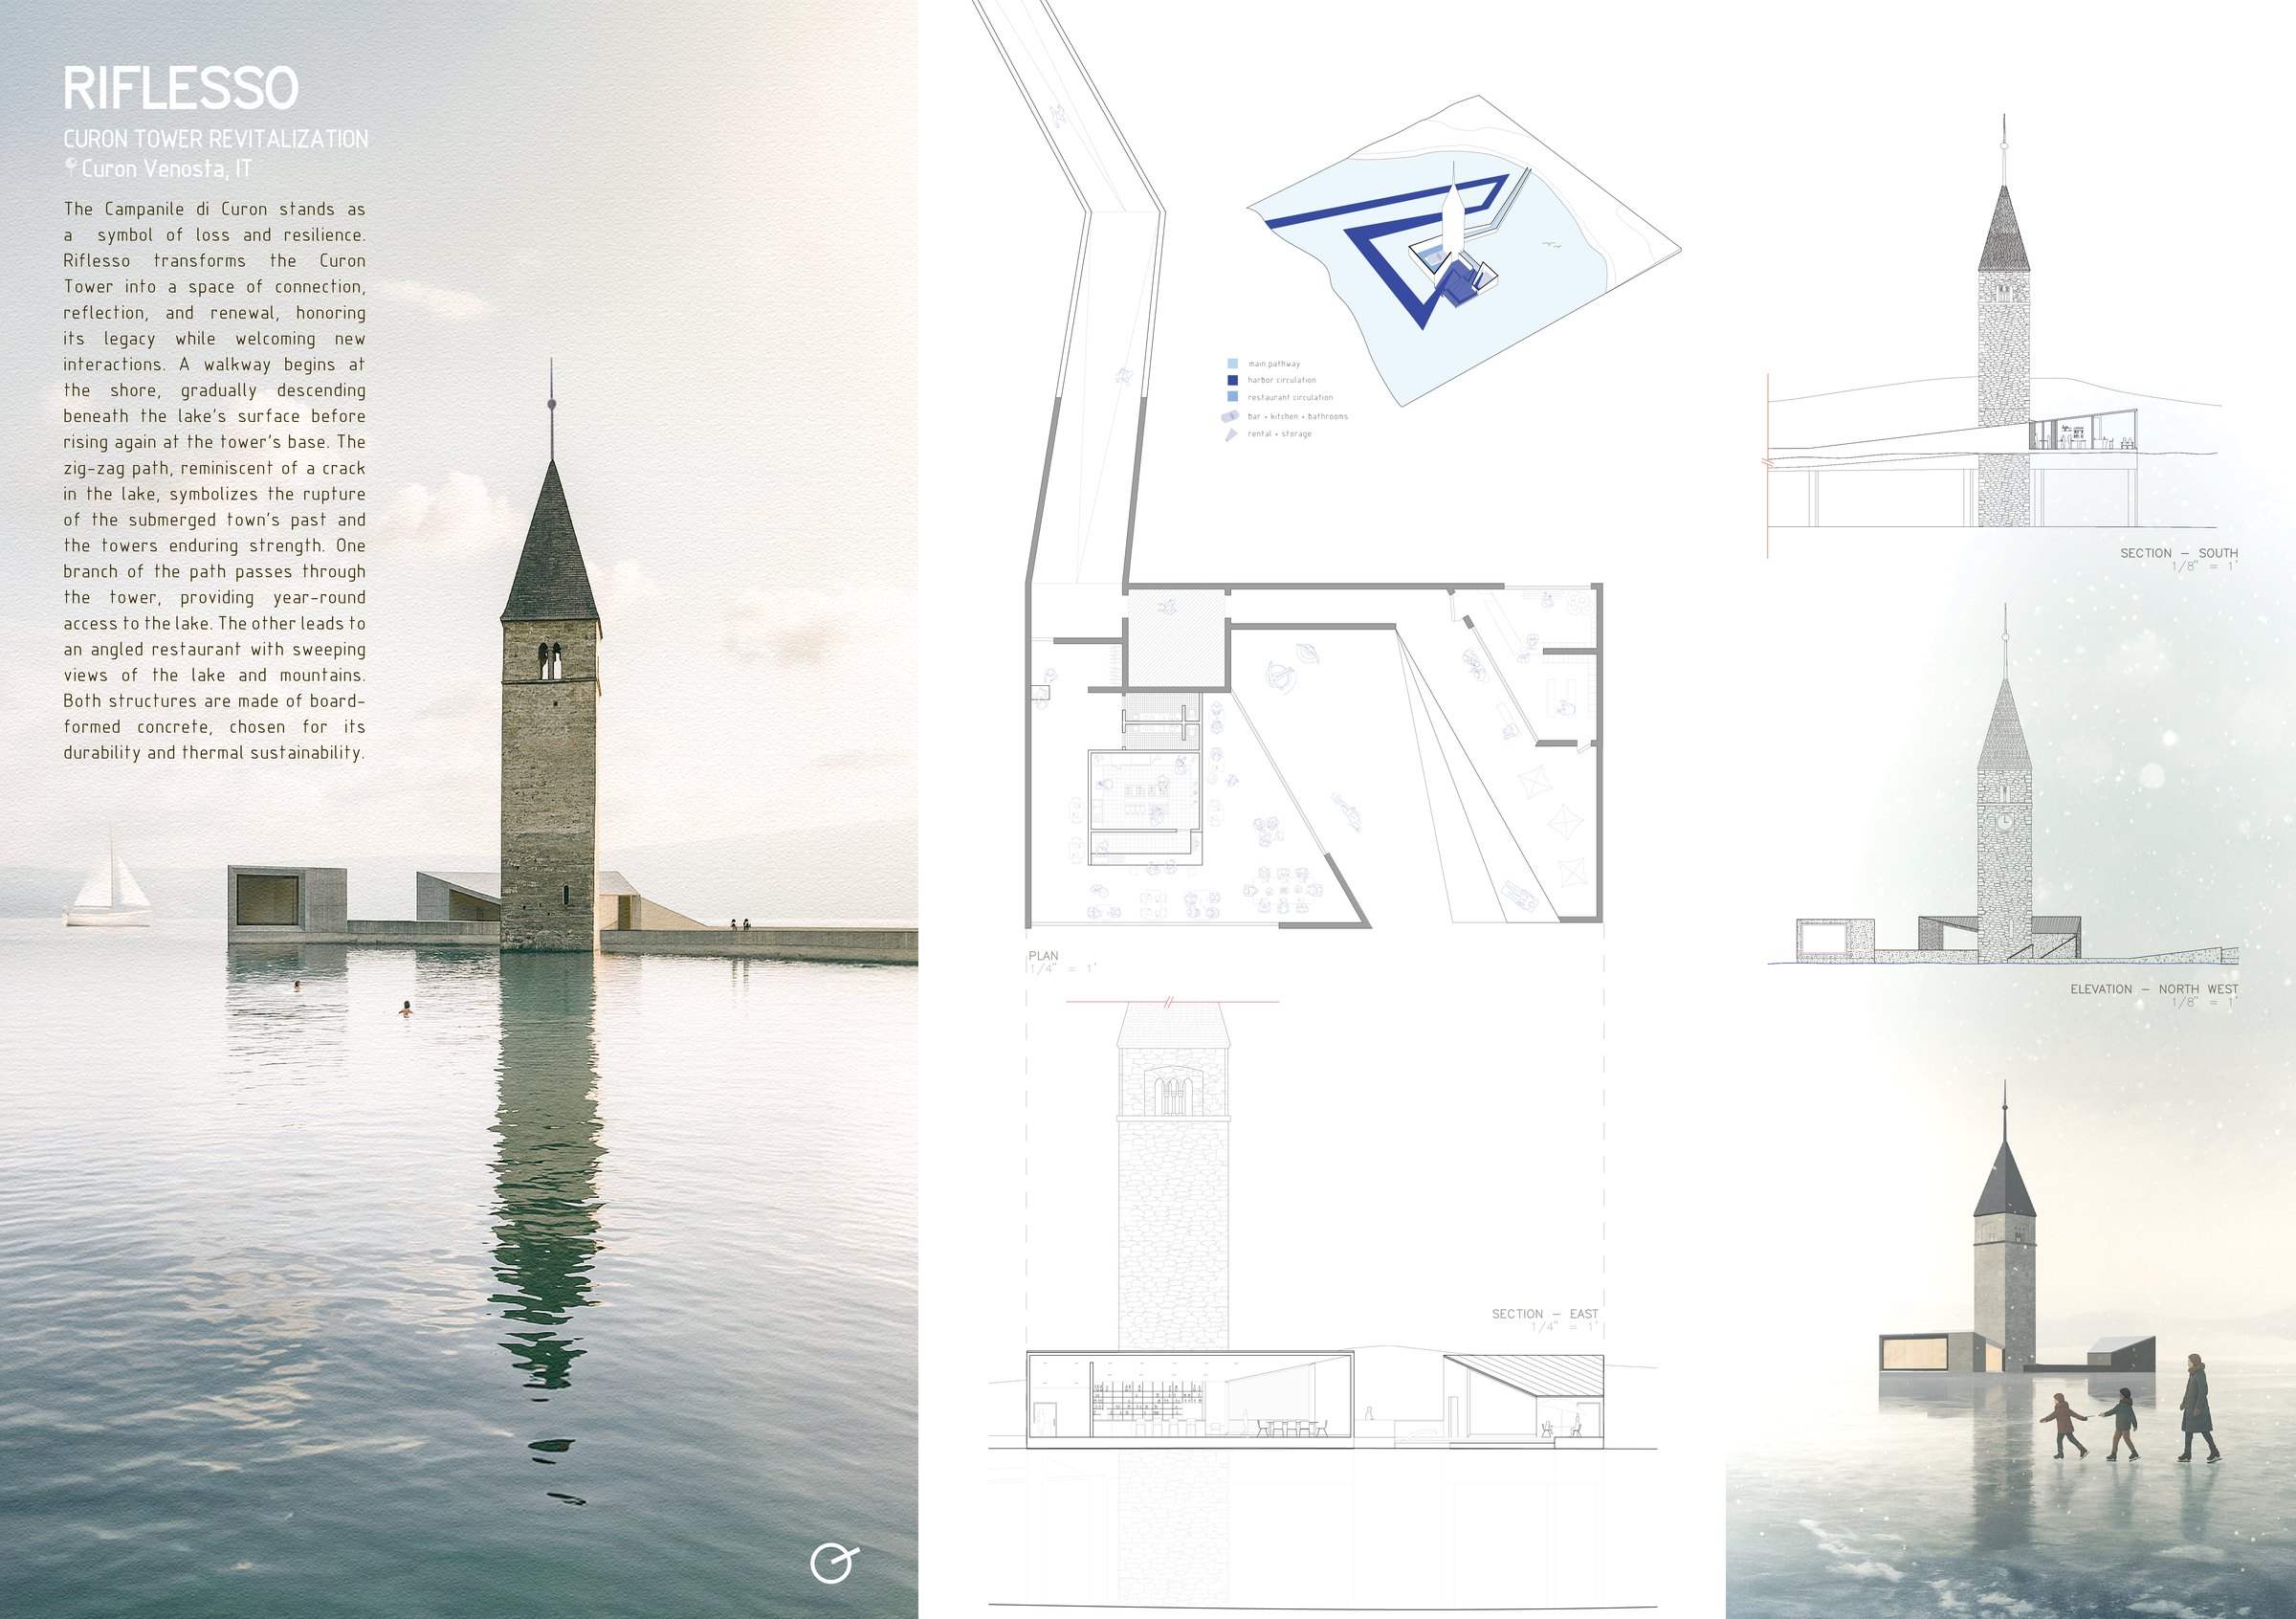 RIFLESSO
CURON TOWER REVITALIZATION
Curon Venosta, IT
The Campanile di Curon stands as
a symbol of loss and resilience.
Riflesso transforms the Curon
Tower into a space of connection,
reflection, and renewal, honoring
its legacy while welcoming new
interactions. A walkway begins at
the shore, gradually descending
beneath the lake's surface before
rising again at the tower's base. The
zig-zag path, reminiscent of a crack
in the lake, symbolizes the rupture
of the submerged town's past and
the towers enduring strength. One
branch of the path passes through
the tower, providing year-round
access to the lake. The other leads to
an angled restaurant with sweeping
views of the lake and mountains.
Both structures are made of board-
formed concrete, chosen for its
durability and thermal sustainability.
main pathway
harbor circulation
restaurant circulation
bar + kitchen + bathrooms
rental + storage
PLAN
1/4" = 1'
SECTION - EAST
1/4" = 1'
SECTION - SOUTH
1/8" = 1'
ELEVATION - NORTH WEST
1/8" = 1'